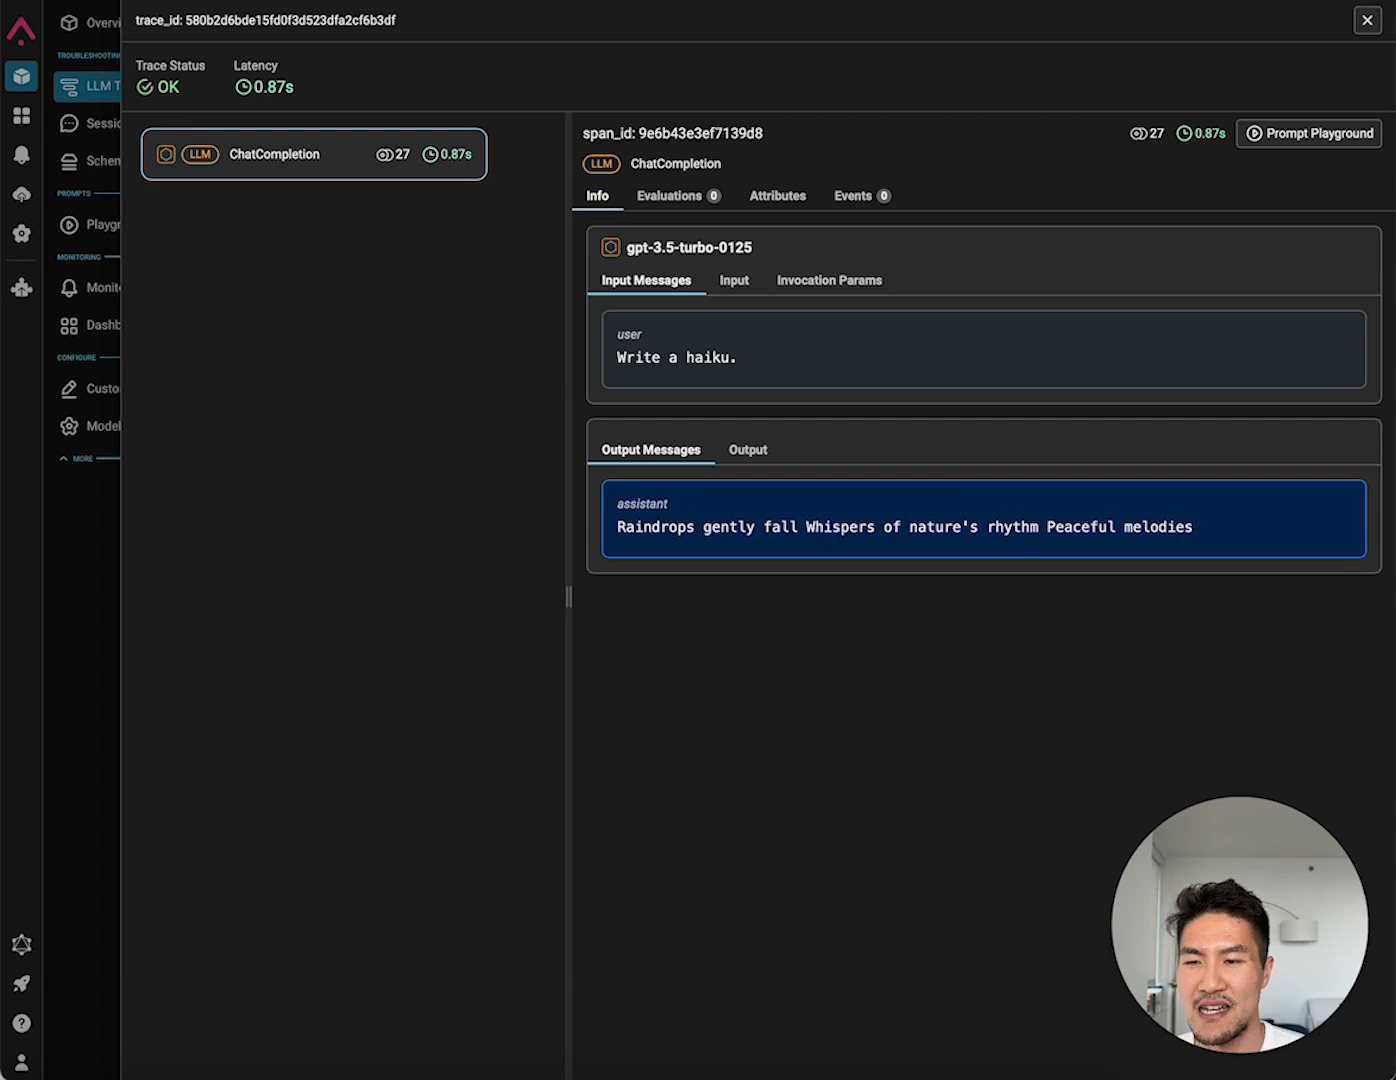 Overvi
TROUBLESHOOTING
LLM T
Sessio
Schem
PROMPTS
Playgr
MONITORING
Monit
Dashb
CONFIGURE
Custo
Model
MORE
trace_id: 580b2d6bde15fd0f3d523dfa2cf6b3df
Trace Status
Latency
OK
0.87s
LLM
ChatCompletion
27
0.87s
span_id: 9e6b43e3ef7139d8
27
0.87s
Prompt Playground
LLM
ChatCompletion
Info
Evaluations 0
Attributes
Events 0
gpt-3.5-turbo-0125
Input Messages
Input
Invocation Params
user
Write a haiku.
Output Messages
Output
assistant
Raindrops gently fall Whispers of nature's rhythm Peaceful melodies